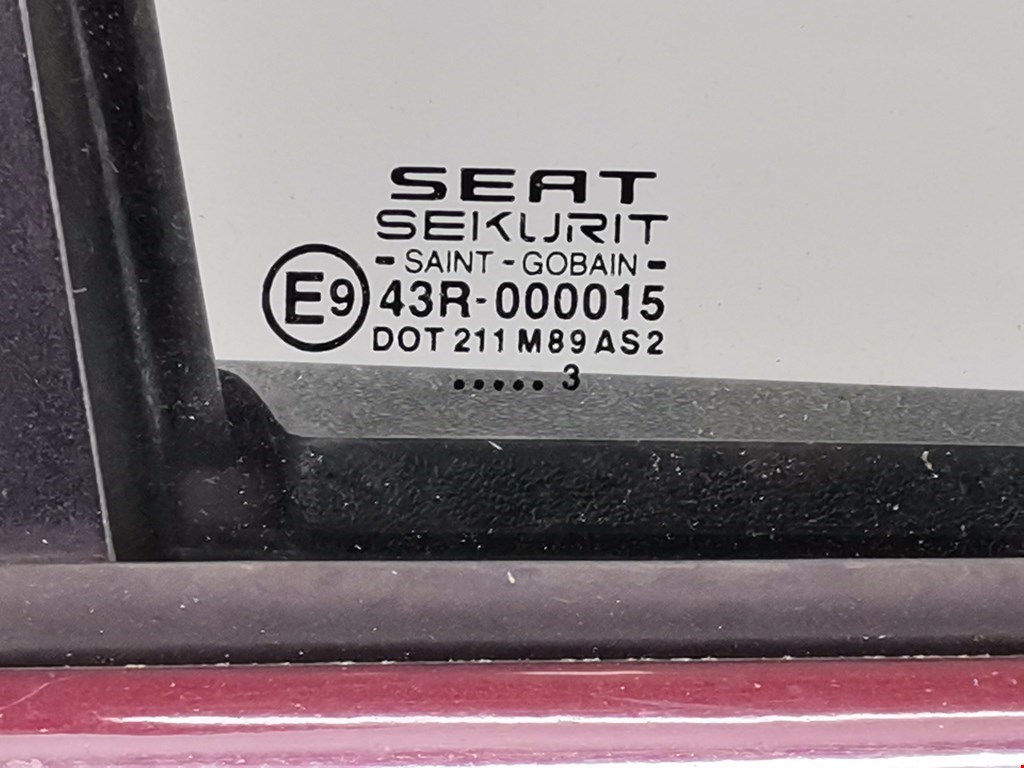 SEAT
SEKURIT
- SAINT - GOBAIN -
E9 43R-000015
DOT 211 M89 AS2
..... 3